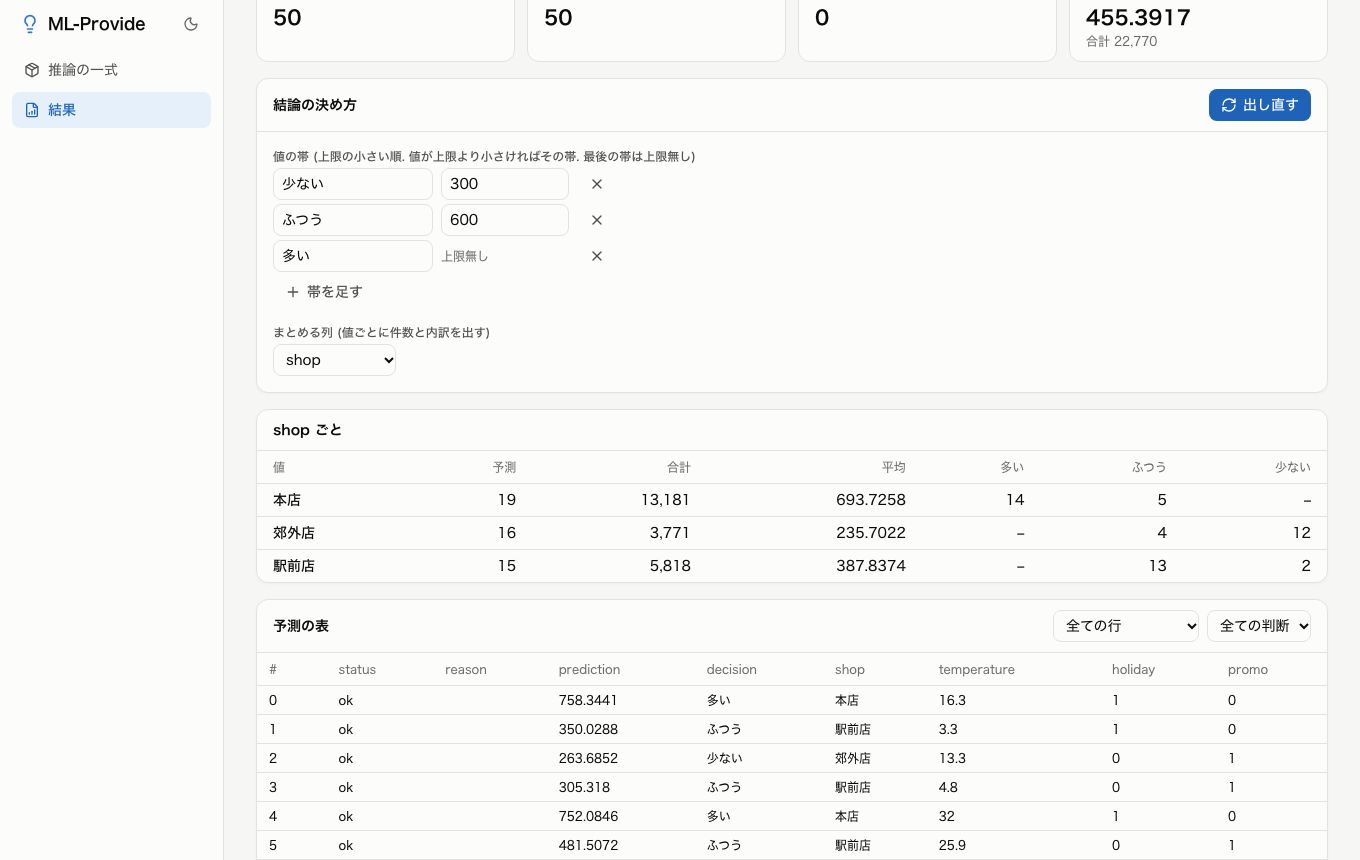 ML-Provide
推論の一式
結果
50
50
0
455.3917
合計 22,770
結論の決め方
出し直す
値の帯 (上限の小さい順. 値が上限より小さければその帯. 最後の帯は上限無し)
少ない 300
ふつう 600
多い 上限無し
帯を足す
まとめる列 (値ごとに件数と内訳を出す)
shop
shop ごと
値 予測 合計 平均 多い ふつう 少ない
本店 19 13,181 693.7258 14 5 –
郊外店 16 3,771 235.7022 – 4 12
駅前店 15 5,818 387.8374 – 13 2
予測の表
全ての行 全ての判断
# status reason prediction decision shop temperature holiday promo
0 ok 758.3441 多い 本店 16.3 1 0
1 ok 350.0288 ふつう 駅前店 3.3 1 0
2 ok 263.6852 少ない 郊外店 13.3 0 1
3 ok 305.318 ふつう 駅前店 4.8 0 1
4 ok 752.0846 多い 本店 32 1 0
5 ok 481.5072 ふつう 駅前店 25.9 0 1